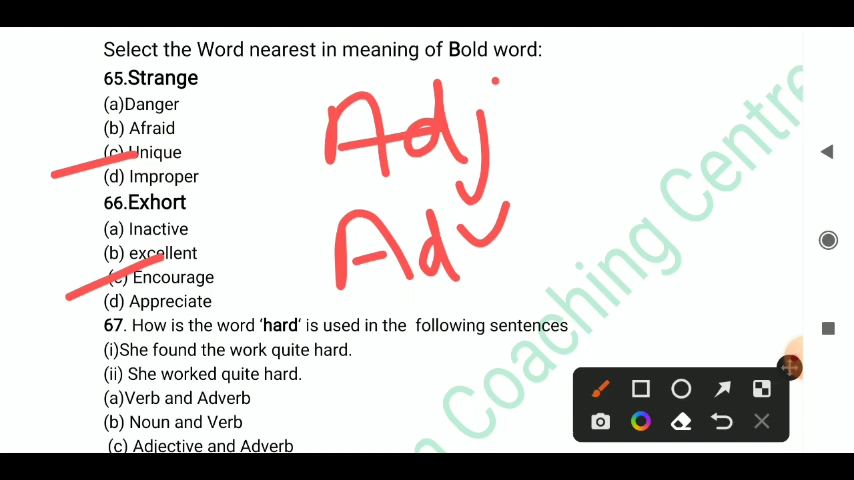 Select the Word nearest in meaning of Bold word:
65.Strange
(a)Danger
(b) Afraid
(c) Unique
(d) Improper
66.Exhort
(a) Inactive
(b) excellent
(c) Encourage
(d) Appreciate
67. How is the word ‘hard‘ is used in the following sentences
(i)She found the work quite hard.
(ii) She worked quite hard.
(a)Verb and Adverb
(b) Noun and Verb
(c) Adjective and Adverb
Adj
Adv
Coaching Centre